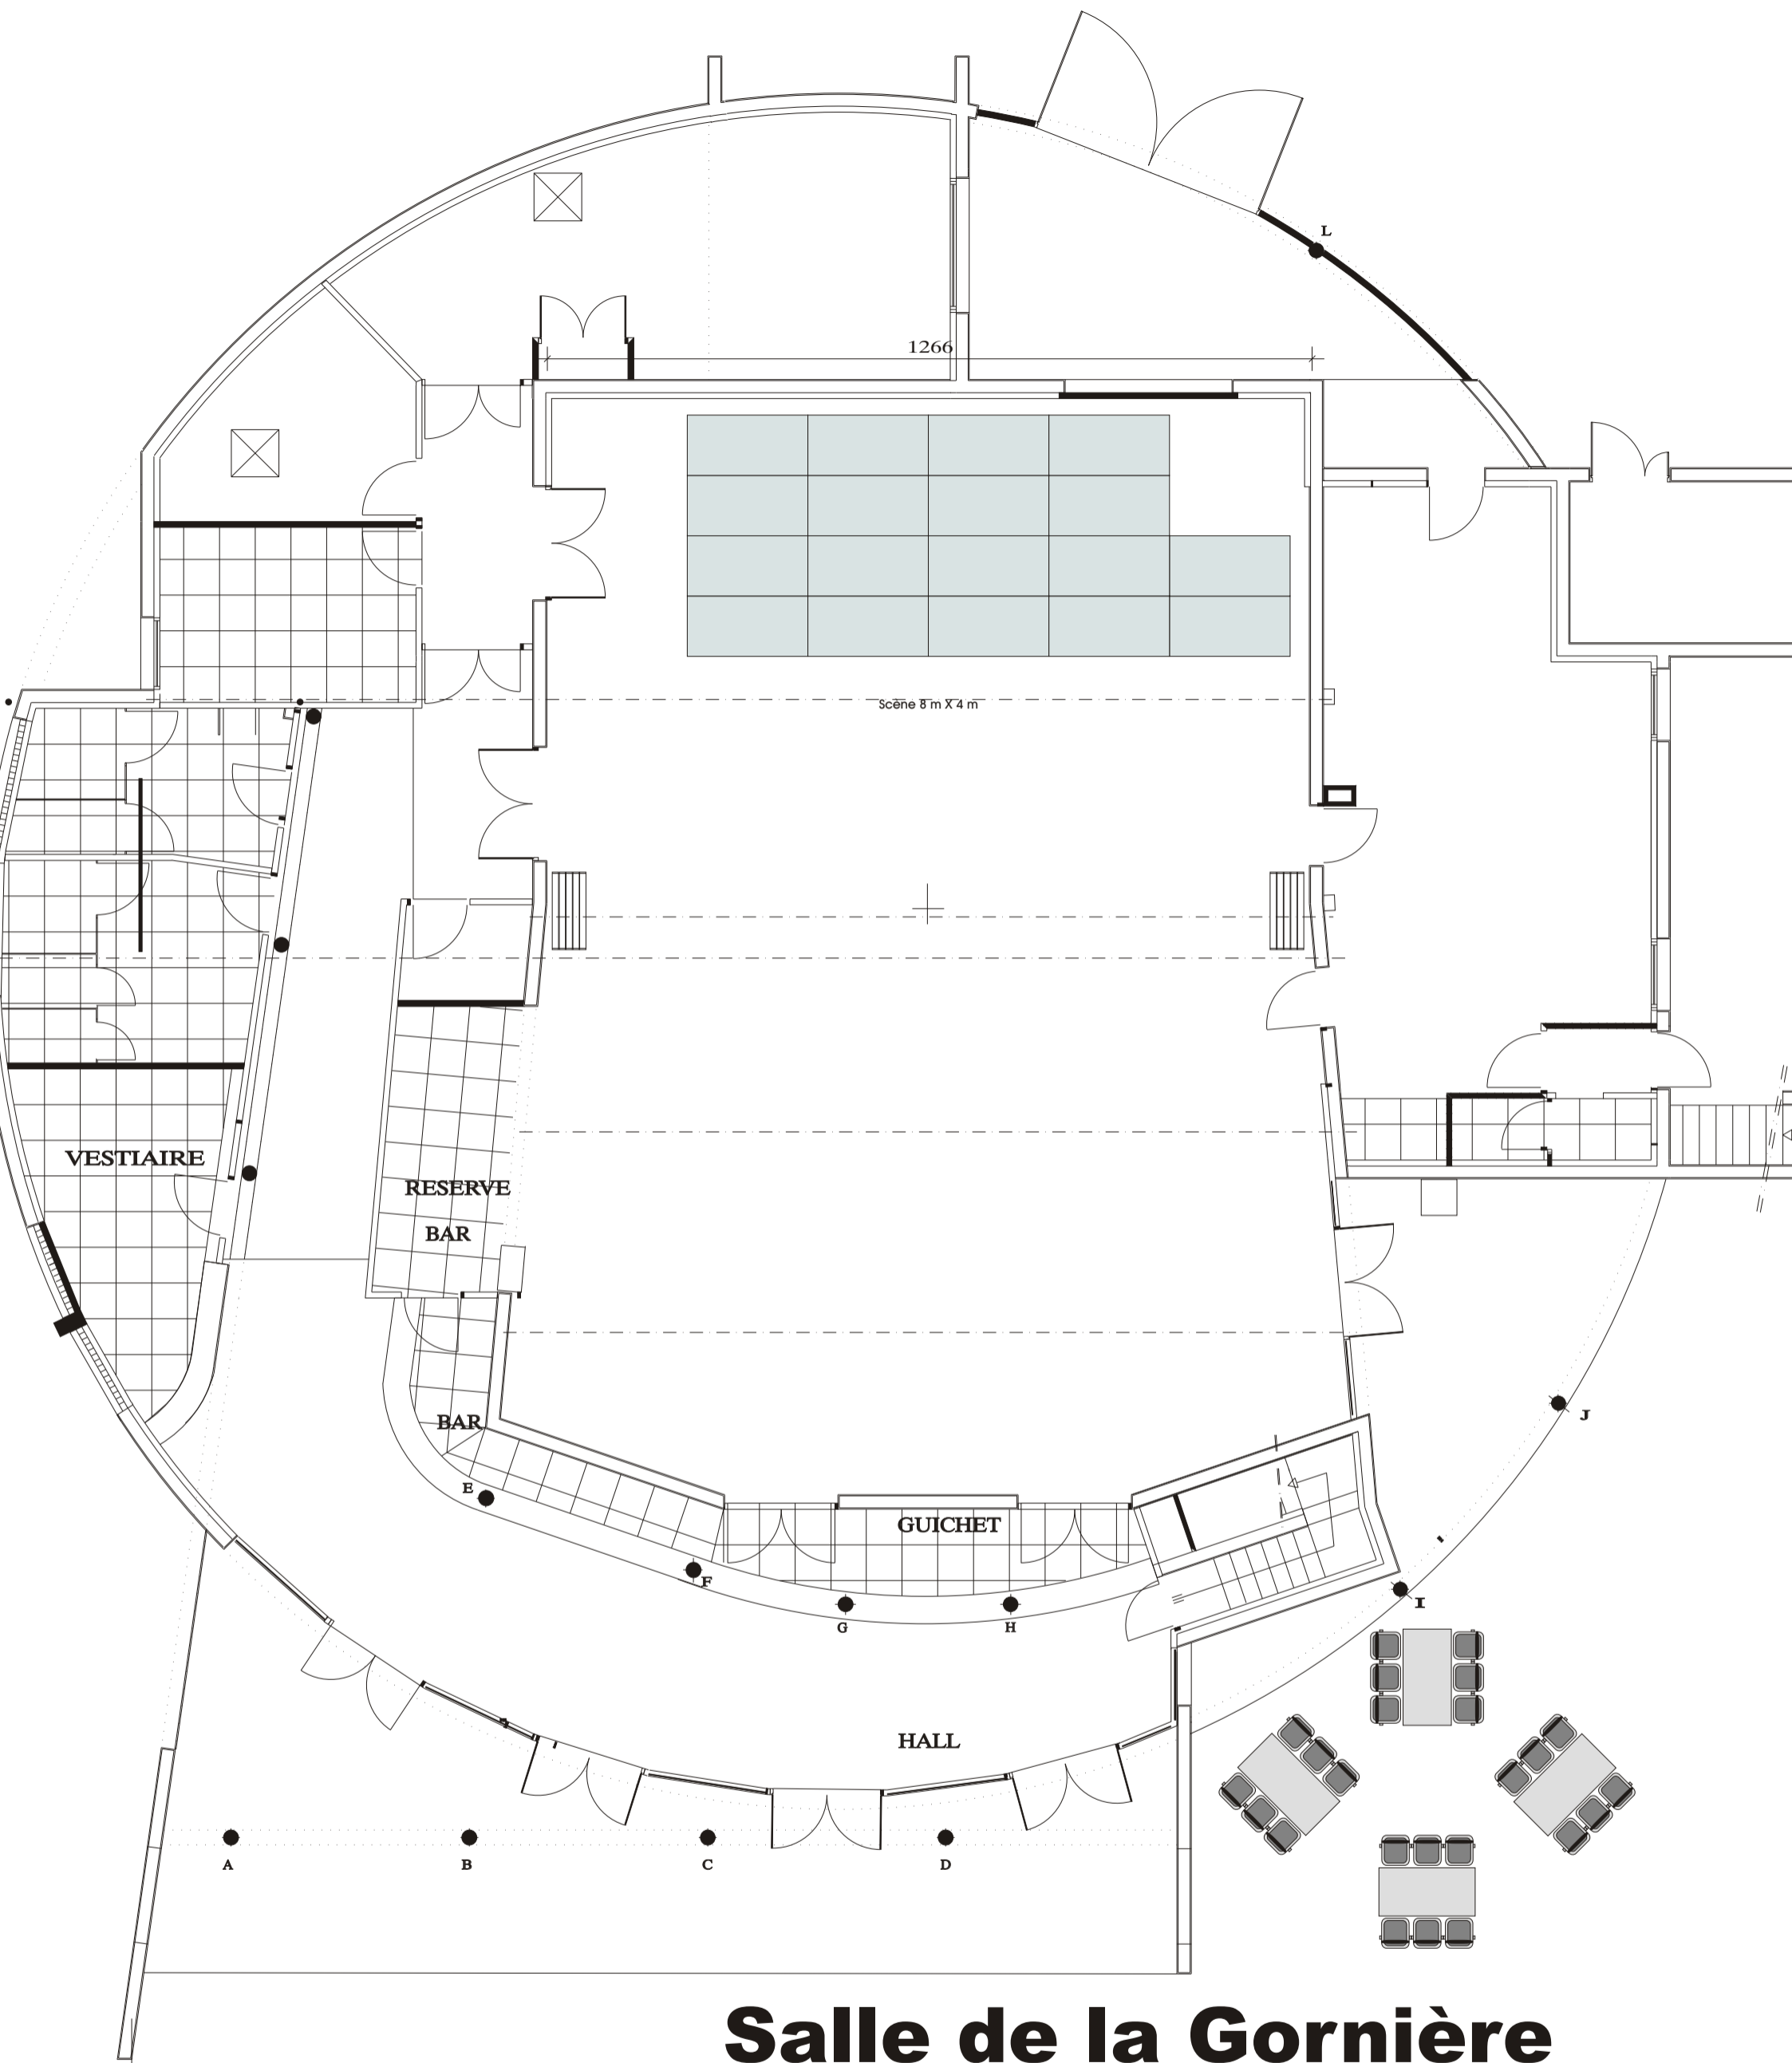 L
1266
Scène 8 m X 4 m
VESTIAIRE
RESERVE
BAR
BAR
J
E
GUICHET
F
I
G
H
HALL
A
B
C
D
Salle de la Gornière